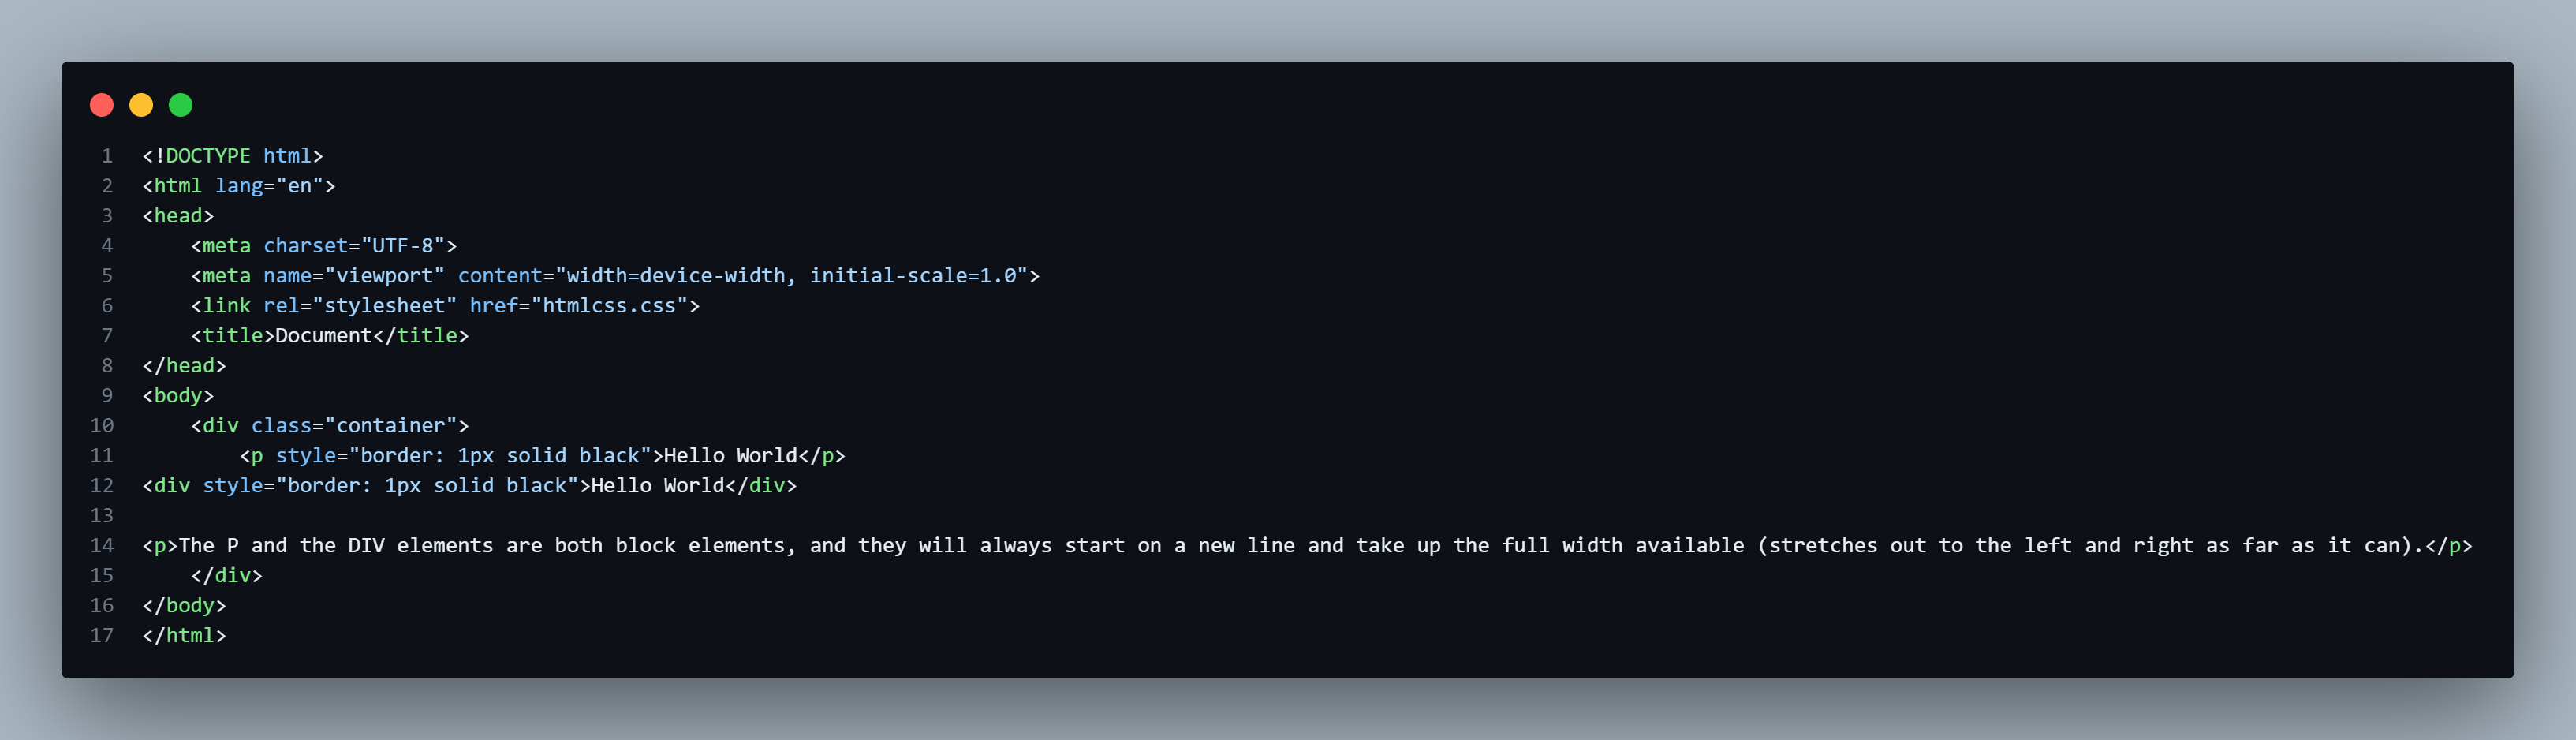 1 <!DOCTYPE html>
2 <html lang="en">
3 <head>
4     <meta charset="UTF-8">
5     <meta name="viewport" content="width=device-width, initial-scale=1.0">
6     <link rel="stylesheet" href="htmlcss.css">
7     <title>Document</title>
8 </head>
9 <body>
10     <div class="container">
11         <p style="border: 1px solid black">Hello World</p>
12 <div style="border: 1px solid black">Hello World</div>
13
14 <p>The P and the DIV elements are both block elements, and they will always start on a new line and take up the full width available (stretches out to the left and right as far as it can).</p>
15     </div>
16 </body>
17 </html>